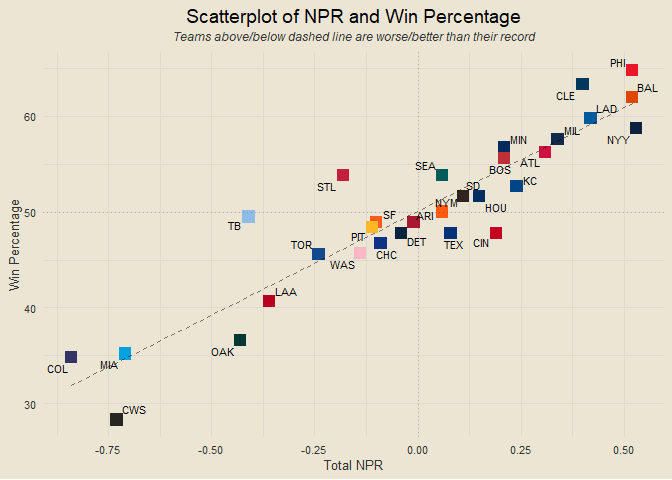 Scatterplot of NPR and Win Percentage
Teams above/below dashed line are worse/better than their record
Win Percentage
60
50
40
30
PHI
BAL
CLE
LAD
NYY
MIL
MIN
ATL
BOS
SEA
KC
STL
SD
NYM
HOU
SF
ARI
TB
PIT
DET
TEX
CIN
TOR
CHC
WAS
LAA
OAK
MIA
COL
CWS
-0.75
-0.50
-0.25
0.00
0.25
0.50
Total NPR